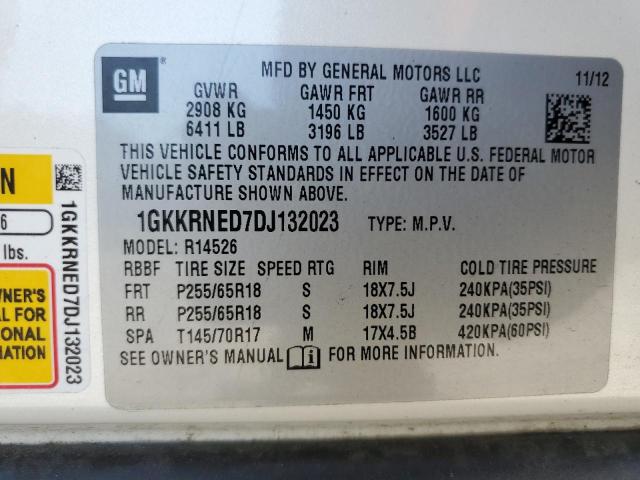 GM
MFD BY GENERAL MOTORS LLC 11/12
GVWR GAWR FRT GAWR RR
2908 KG 1450 KG 1600 KG
6411 LB 3196 LB 3527 LB
THIS VEHICLE CONFORMS TO ALL APPLICABLE U.S. FEDERAL MOTOR
VEHICLE SAFETY STANDARDS IN EFFECT ON THE DATE OF
MANUFACTURE SHOWN ABOVE.
1GKKRNED7DJ132023 TYPE: M.P.V.
MODEL: R14526
RBBF TIRE SIZE SPEED RTG RIM COLD TIRE PRESSURE
FRT P255/65R18 S 18X7.5J 240KPA(35PSI)
RR P255/65R18 S 18X7.5J 240KPA(35PSI)
SPA T145/70R17 M 17X4.5B 420KPA(60PSI)
SEE OWNER'S MANUAL i FOR MORE INFORMATION.
N
6
lbs.
OWNER'S
FOR
1GKKRNED7DJ132023